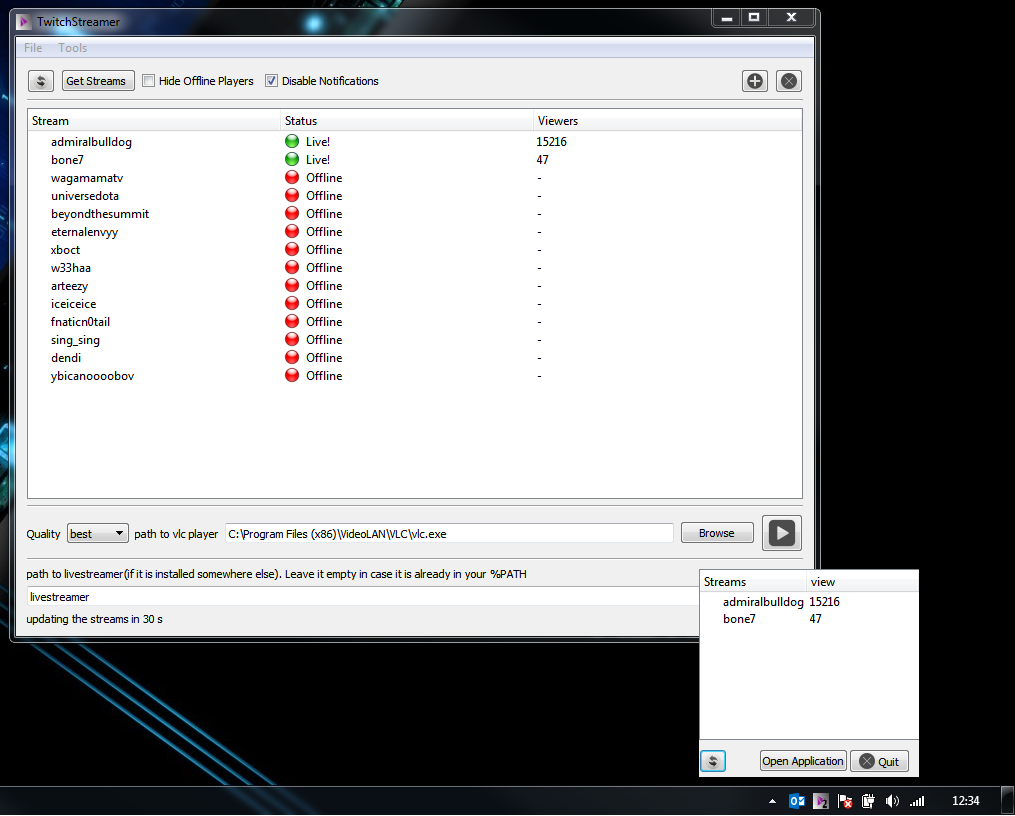 TwitchStreamer
File Tools
Get Streams Hide Offline Players Disable Notifications
Stream Status Viewers
admiralbulldog Live! 15216
bone7 Live! 47
wagamamatv Offline -
universedota Offline -
beyondthesummit Offline -
eternalenvyy Offline -
xboct Offline -
w33haa Offline -
arteezy Offline -
iceiceice Offline -
fnaticn0tail Offline -
sing_sing Offline -
dendi Offline -
ybicanoooobov Offline -
Quality best path to vlc player C:\Program Files (x86)\VideoLAN\VLC\vlc.exe Browse
path to livestreamer(if it is installed somewhere else). Leave it empty in case it is already in your %PATH
livestreamer
updating the streams in 30 s
Streams view
admiralbulldog 15216
bone7 47
Open Application Quit
12:34